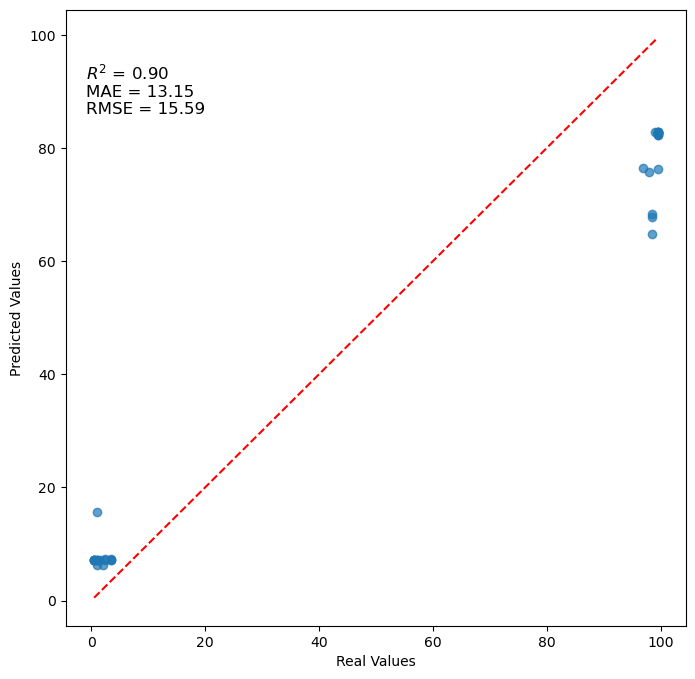 100
80
60
40
20
0
Predicted Values
R² = 0.90
MAE = 13.15
RMSE = 15.59
0 20 40 60 80 100
Real Values